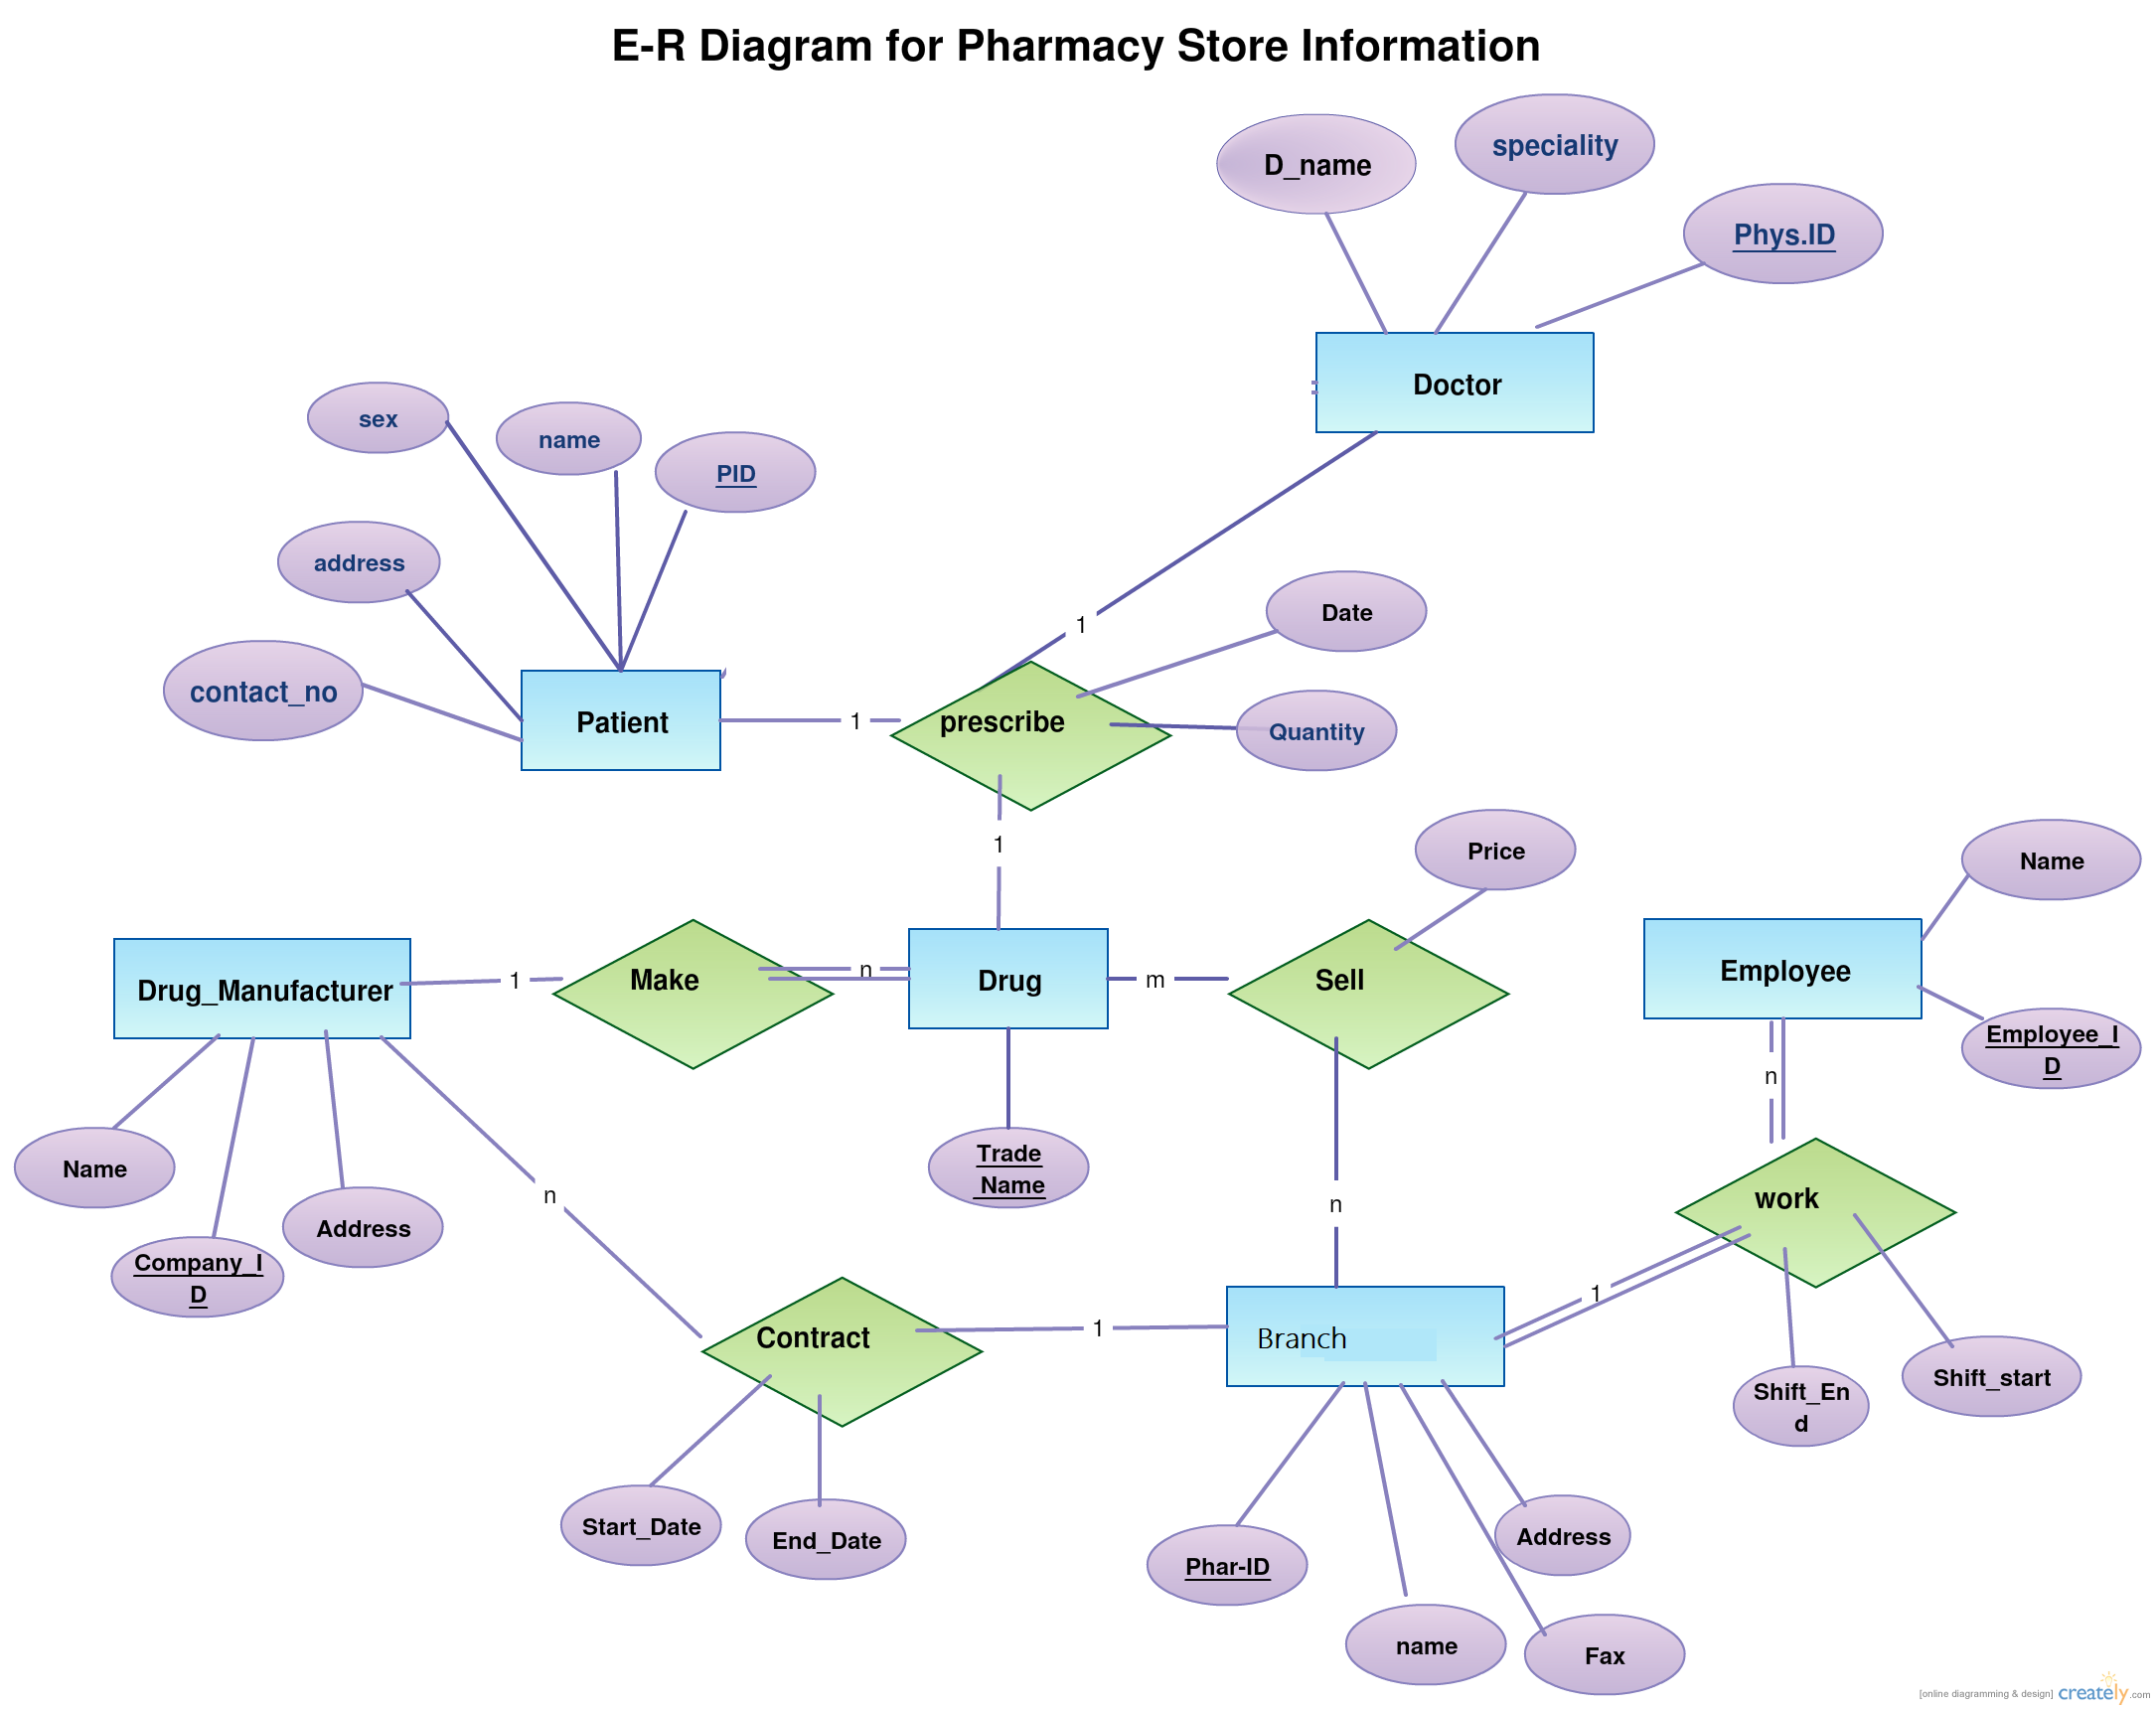 E-R Diagram for Pharmacy Store Information
D_name
speciality
Phys.ID
Doctor
sex
name
PID
address
contact_no
Patient
1
1
prescribe
Date
Quantity
1
Price
Name
Drug_Manufacturer
1
Make
n
Drug
m
Sell
Employee
Employee_I
D
n
Name
Company_I
D
Address
n
Trade
Name
n
work
1
Contract
1
Branch
Shift_En
d
Shift_start
Start_Date
End_Date
Phar-ID
name
Address
Fax
[online diagramming & design] creately.com